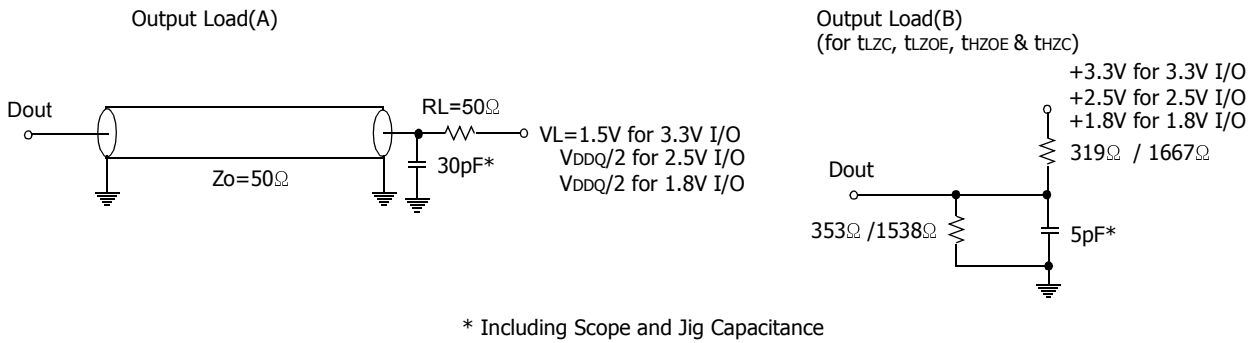 Output Load(A)
Dout
Zo=50Ω
RL=50Ω
30pF*
VL=1.5V for 3.3V I/O
VDDQ/2 for 2.5V I/O
VDDQ/2 for 1.8V I/O
Output Load(B)
(for tLZC, tLZOE, tHZOE & tHZC)
+3.3V for 3.3V I/O
+2.5V for 2.5V I/O
+1.8V for 1.8V I/O
319Ω / 1667Ω
Dout
353Ω /1538Ω
5pF*
* Including Scope and Jig Capacitance